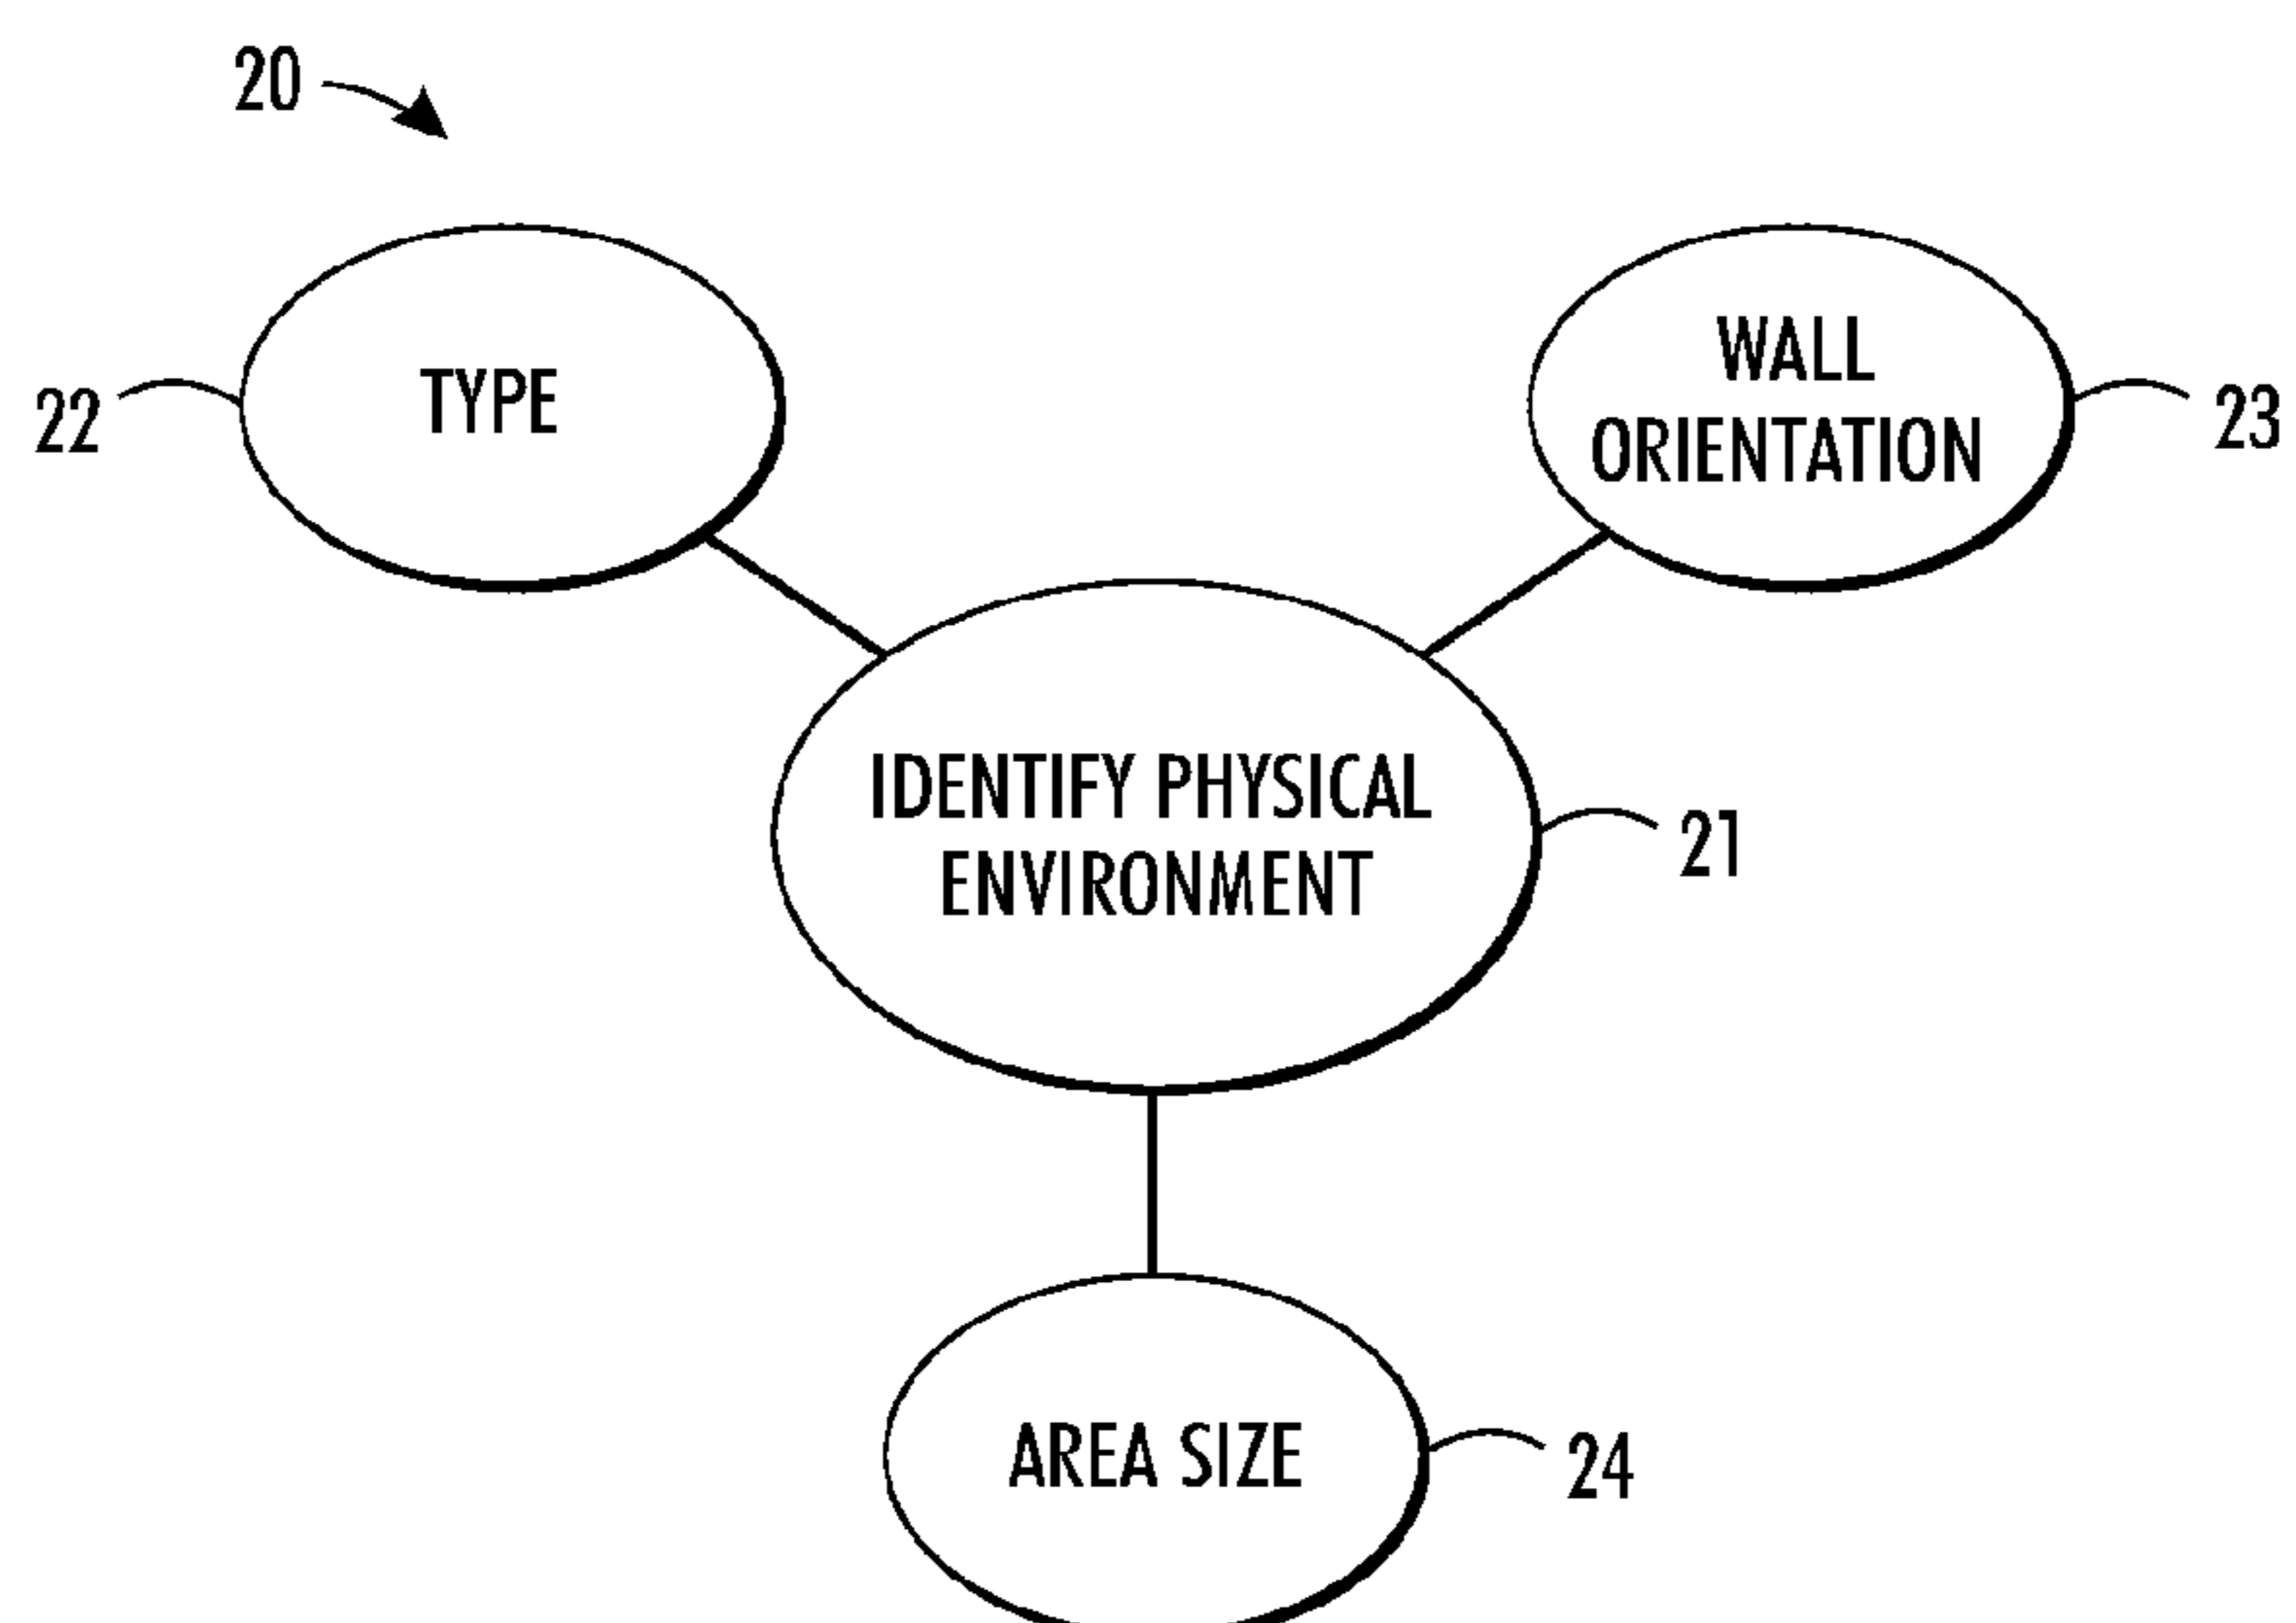 20
TYPE
22
WALL
ORIENTATION
23
IDENTIFY PHYSICAL
ENVIRONMENT
21
AREA SIZE
24